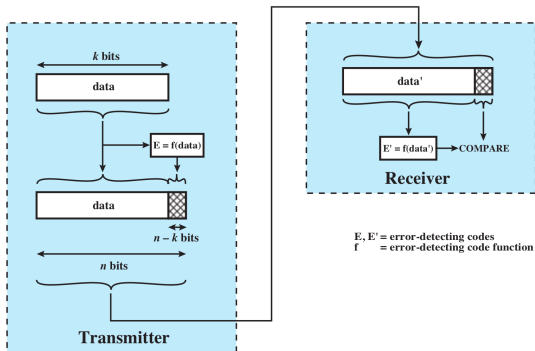 k bits
data
E = f(data)
data
n – k bits
n bits
Transmitter
data'
E' = f(data')
COMPARE
Receiver
E, E' = error-detecting codes
f = error-detecting code function